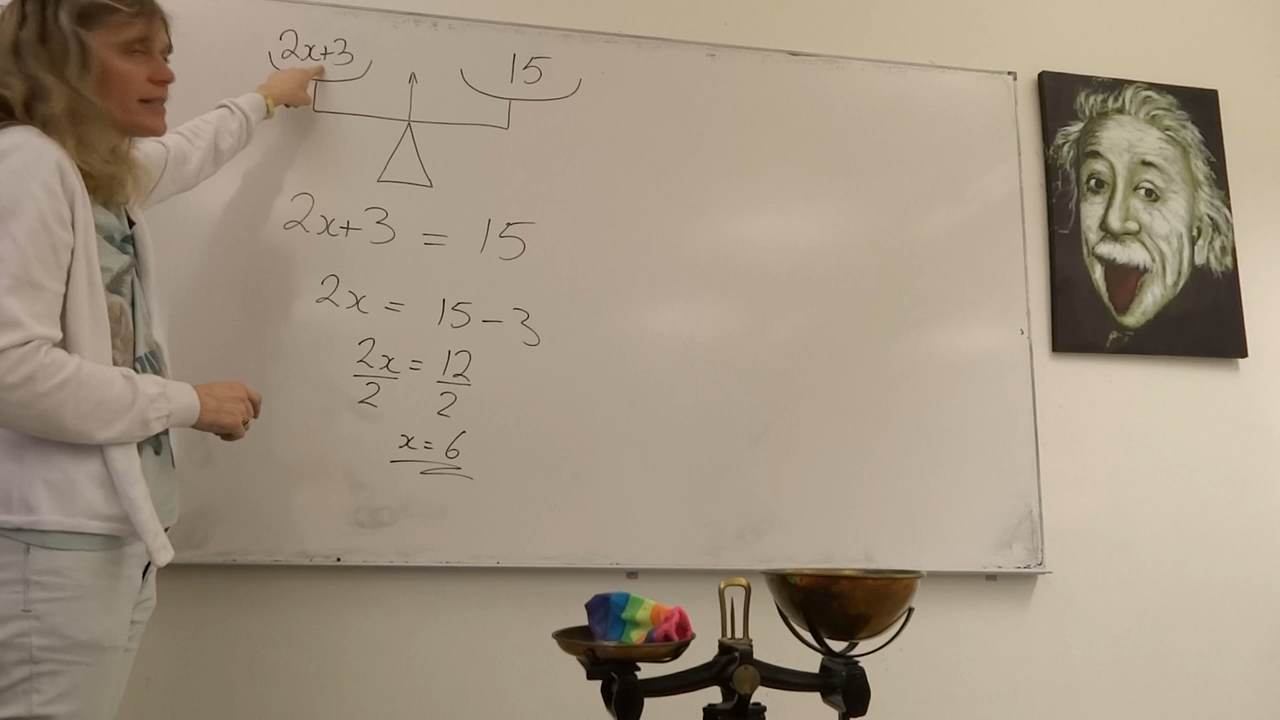 2x+3 15
2x+3 = 15
2x = 15-3
2x/2 = 12/2
x=6